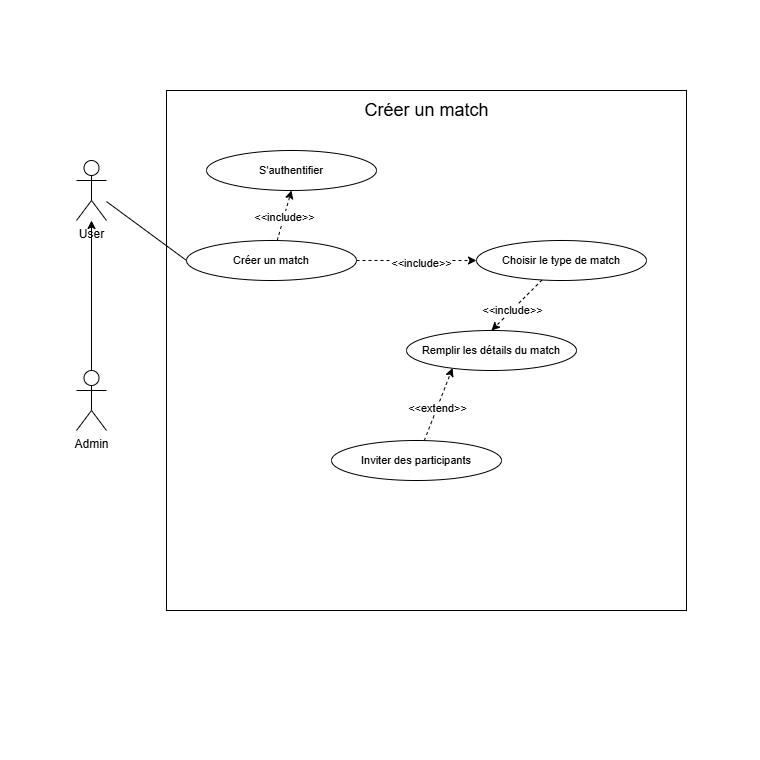 Créer un match
S'authentifier
<<include>>
User
Créer un match
<<include>>
Choisir le type de match
<<include>>
Remplir les détails du match
<<extend>>
Admin
Inviter des participants